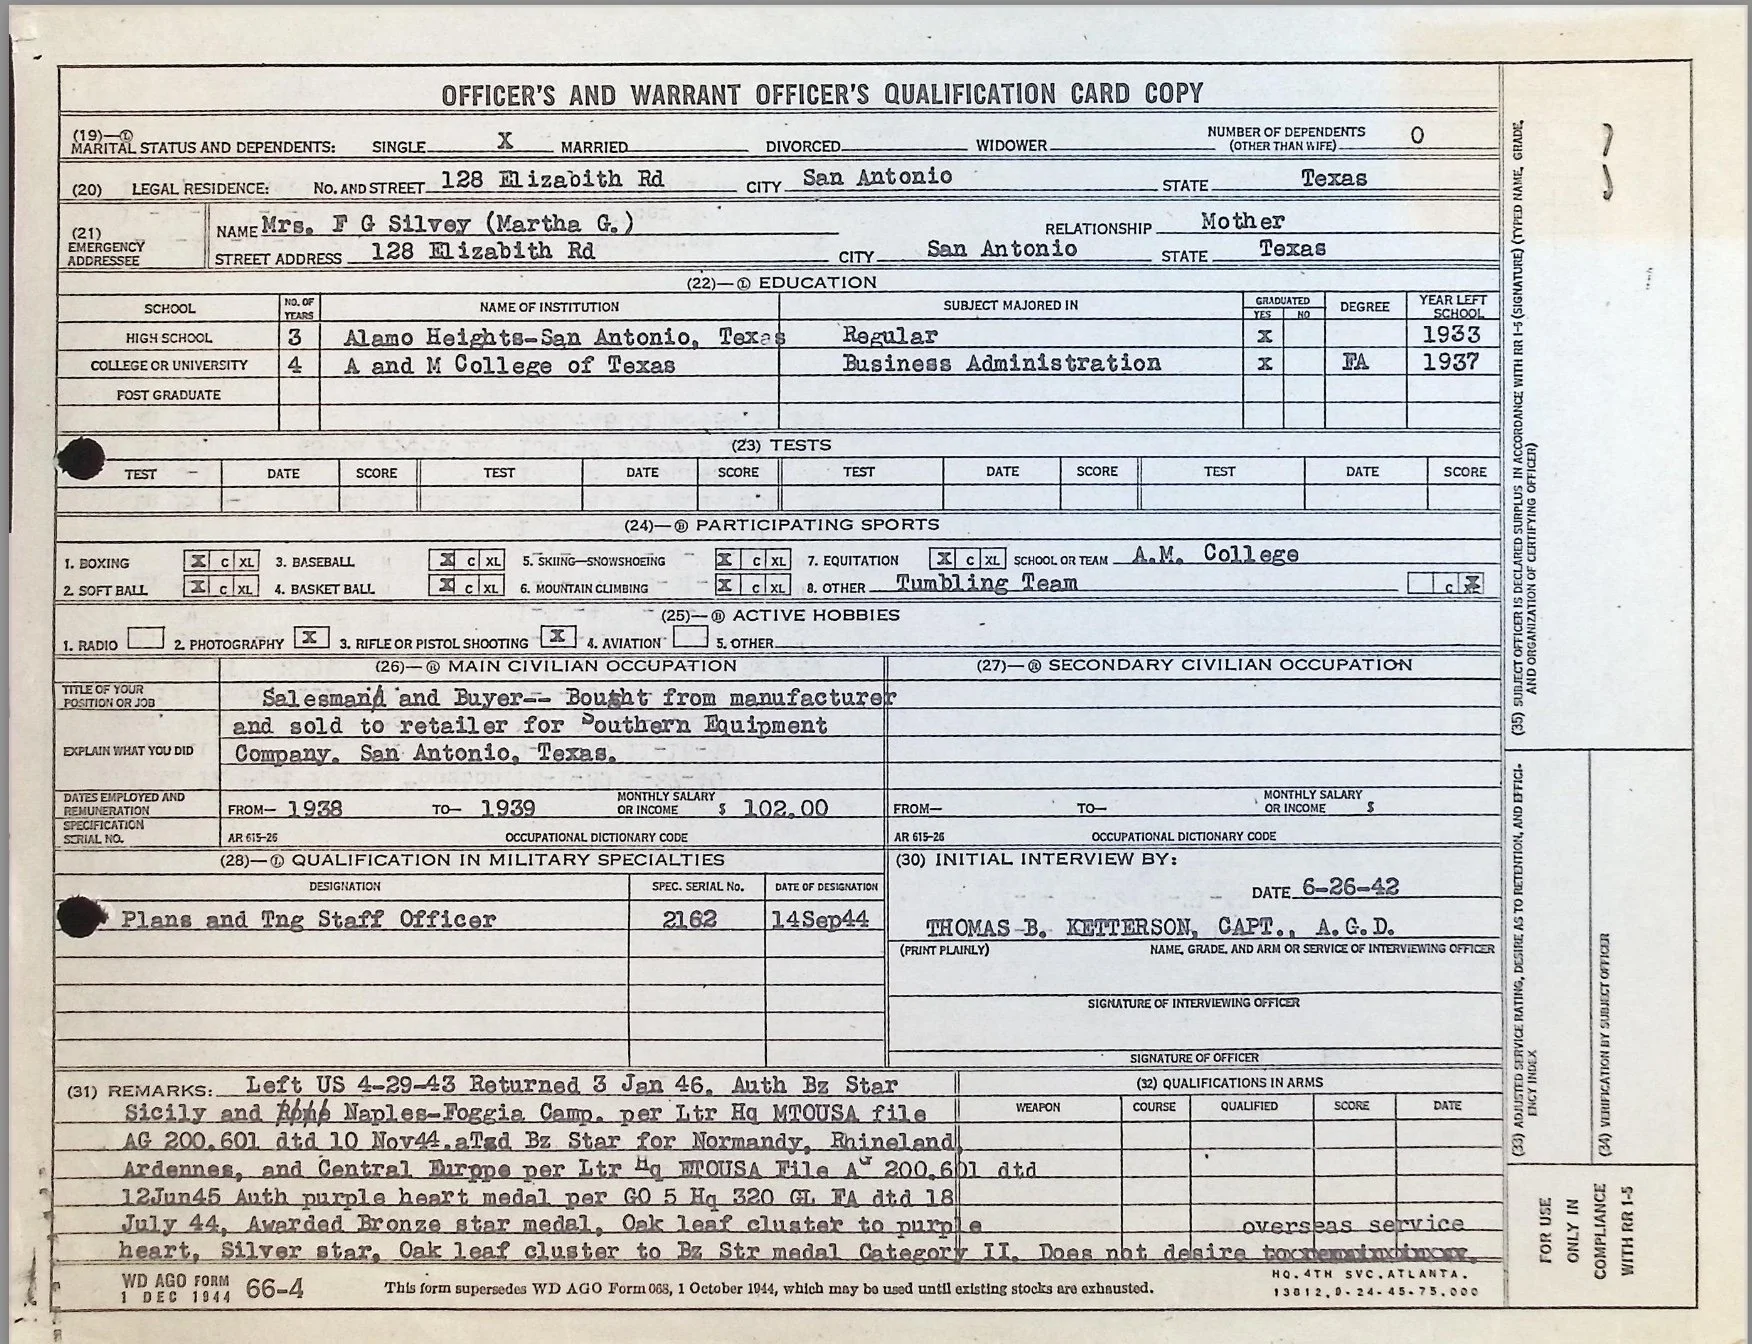 OFFICER'S AND WARRANT OFFICER'S QUALIFICATION CARD COPY
(19)—Ⓛ MARITAL STATUS AND DEPENDENTS: SINGLE X MARRIED DIVORCED WIDOWER NUMBER OF DEPENDENTS (OTHER THAN WIFE) 0
(20) LEGAL RESIDENCE: NO. AND STREET 128 Elizabith Rd CITY San Antonio STATE Texas
(21) EMERGENCY ADDRESSEE
NAME Mrs. F G Silvey (Martha G.) RELATIONSHIP Mother
STREET ADDRESS 128 Elizabith Rd CITY San Antonio STATE Texas
(22)—Ⓛ EDUCATION
SCHOOL NO. OF YEARS NAME OF INSTITUTION SUBJECT MAJORED IN GRADUATED YES NO DEGREE YEAR LEFT SCHOOL
HIGH SCHOOL 3 Alamo Heights-San Antonio, Texas Regular X 1933
COLLEGE OR UNIVERSITY 4 A and M College of Texas Business Administration X FA 1937
POST GRADUATE
(23) TESTS
TEST DATE SCORE TEST DATE SCORE TEST DATE SCORE TEST DATE SCORE
(24)—Ⓑ PARTICIPATING SPORTS
1. BOXING X C XL 3. BASEBALL X C XL 5. SKIING—SNOWSHOEING X C XL 7. EQUITATION X C XL SCHOOL OR TEAM A.M. College
2. SOFT BALL X C XL 4. BASKET BALL X C XL 6. MOUNTAIN CLIMBING X C XL 8. OTHER Tumbling Team C
(25)—Ⓑ ACTIVE HOBBIES
1. RADIO 2. PHOTOGRAPHY X 3. RIFLE OR PISTOL SHOOTING X 4. AVIATION 5. OTHER
(26)—Ⓡ MAIN CIVILIAN OCCUPATION (27)—Ⓡ SECONDARY CIVILIAN OCCUPATION
TITLE OF YOUR POSITION OR JOB Salesman and Buyer-- Bought from manufacturer
and sold to retailer for Southern Equipment
EXPLAIN WHAT YOU DID Company. San Antonio, Texas.
DATES EMPLOYED AND REMUNERATION FROM— 1938 TO— 1939 MONTHLY SALARY OR INCOME $ 102.00 FROM— TO— MONTHLY SALARY OR INCOME $
SPECIFICATION SERIAL NO. AR 615-26 OCCUPATIONAL DICTIONARY CODE AR 615-26 OCCUPATIONAL DICTIONARY CODE
(28)—Ⓛ QUALIFICATION IN MILITARY SPECIALTIES (30) INITIAL INTERVIEW BY:
DESIGNATION SPEC. SERIAL No. DATE OF DESIGNATION DATE 6-26-42
Plans and Tng Staff Officer 2162 14Sep44 THOMAS B. KETTERSON, CAPT., A.G.D.
(PRINT PLAINLY) NAME, GRADE, AND ARM OR SERVICE OF INTERVIEWING OFFICER
SIGNATURE OF INTERVIEWING OFFICER
SIGNATURE OF OFFICER
(31) REMARKS: Left US 4-29-43 Returned 3 Jan 46. Auth Bz Star
(32) QUALIFICATIONS IN ARMS
WEAPON COURSE QUALIFIED SCORE DATE
Sicily and Naples-Foggia Camp. per Ltr Hq MTOUSA file
AG 200.601 dtd 10 Nov44.aTsd Bz Star for Normandy, Rhineland,
Ardennes, and Central Europpe per Ltr Hq ETOUSA File AG 200.601 dtd
12Jun45 Auth purple heart medal per GO 5 Hq 320 GL FA dtd 18
July 44, Awarded Bronze star medal, Oak leaf cluster to purple overseas service
heart, Silver star, Oak leaf cluster to Bz Str medal Category II. Does not desire
WD AGO FORM 66-4
1 DEC 1944
This form supersedes WD AGO Form 66B, 1 October 1944, which may be used until existing stocks are exhausted.
HQ. 4TH SVC. ATLANTA.
13812,9-24-45-75,000
(35) SUBJECT OFFICER IS DECLARED SURPLUS IN ACCORDANCE WITH RR 1-5 (SIGNATURE) (TYPED NAME, GRADE,
AND ORGANIZATION OF CERTIFYING OFFICER)
(33) ADJUSTED SERVICE RATING, DESIRE AS TO RETENTION, AND EFFICI-
ENCY INDEX
(34) VERIFICATION BY SUBJECT OFFICER
FOR USE
ONLY IN
COMPLIANCE
WITH RR 1-5